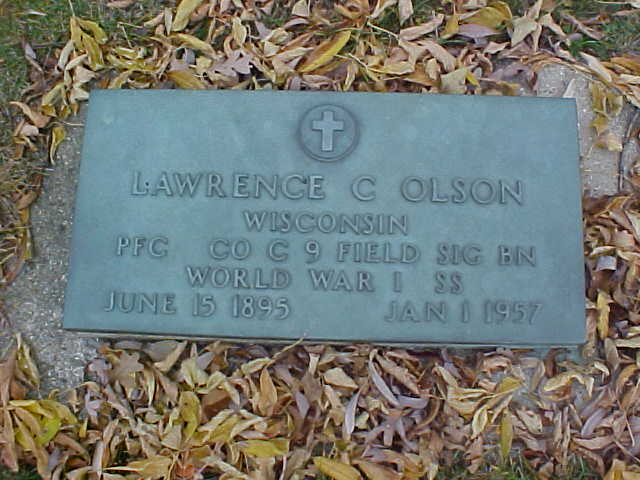 LAWRENCE C OLSON
WISCONSIN
PFC CO C 9 FIELD SIG BN
WORLD WAR I SS
JUNE 15 1895 JAN 1 1957